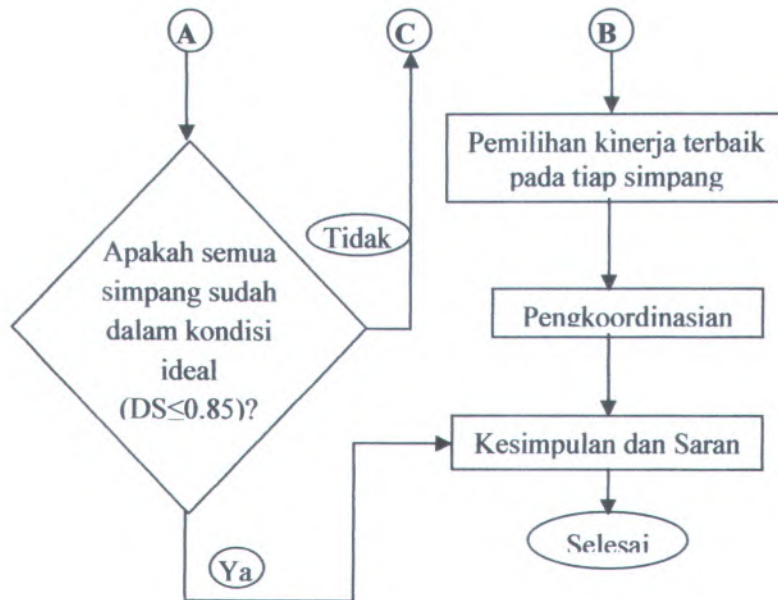 A
C
B
Pemilihan kinerja terbaik
pada tiap simpang
Tidak
Apakah semua
simpang sudah
dalam kondisi
ideal
(DS≤0.85)?
Pengkoordinasian
Kesimpulan dan Saran
Ya
Selesai